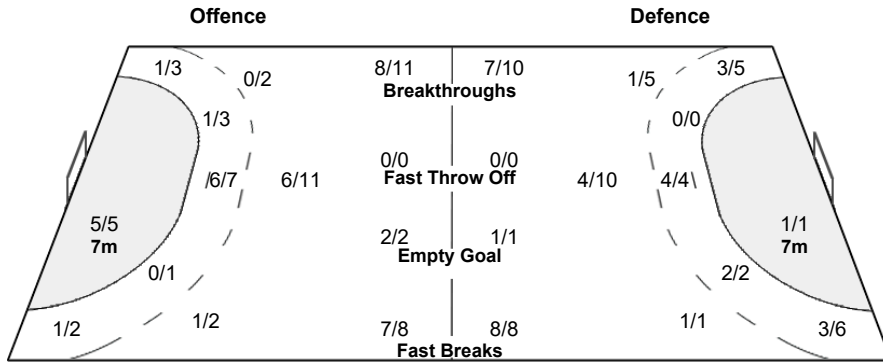 Offence Defence
1/3 0/2 8/11 7/10 1/5 3/5
Breakthroughs
1/3 0/0
0/0 0/0
6/7 6/11 Fast Throw Off 4/10 4/4
5/5 1/1
7m 7m
2/2 1/1
Empty Goal
0/1 2/2
1/2 1/2 7/8 8/8 1/1 3/6
Fast Breaks